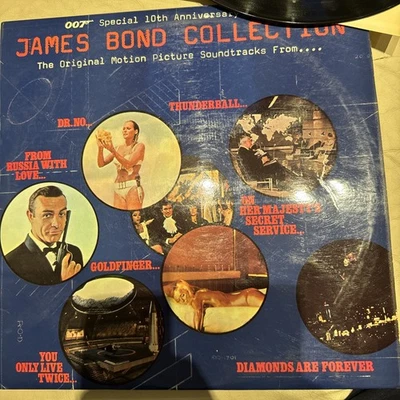 007 Special 10th Anniversary
JAMES BOND COLLECTION
The Original Motion Picture Soundtracks From....
THUNDERBALL...
DR. NO...
FROM
RUSSIA WITH
LOVE...
ON
HER MAJESTY'S
SECRET
SERVICE...
GOLDFINGER...
YOU
ONLY LIVE
TWICE...
DIAMONDS ARE FOREVER